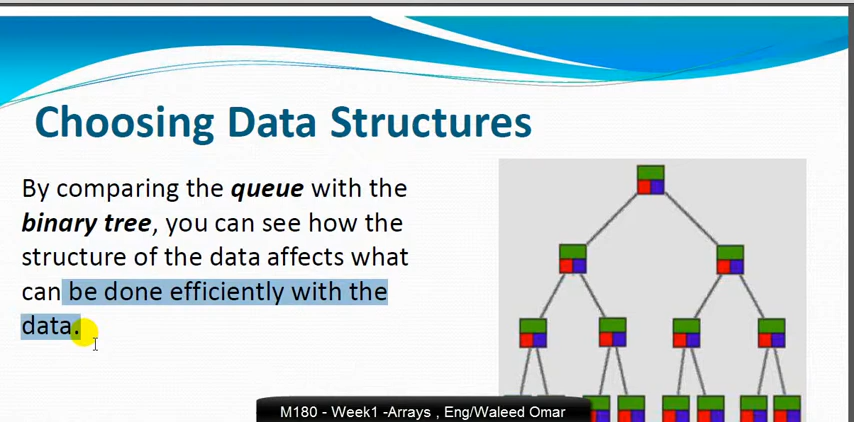 Choosing Data Structures
By comparing the queue with the
binary tree, you can see how the
structure of the data affects what
can be done efficiently with the
data.
M180 - Week1 -Arrays , Eng/Waleed Omar